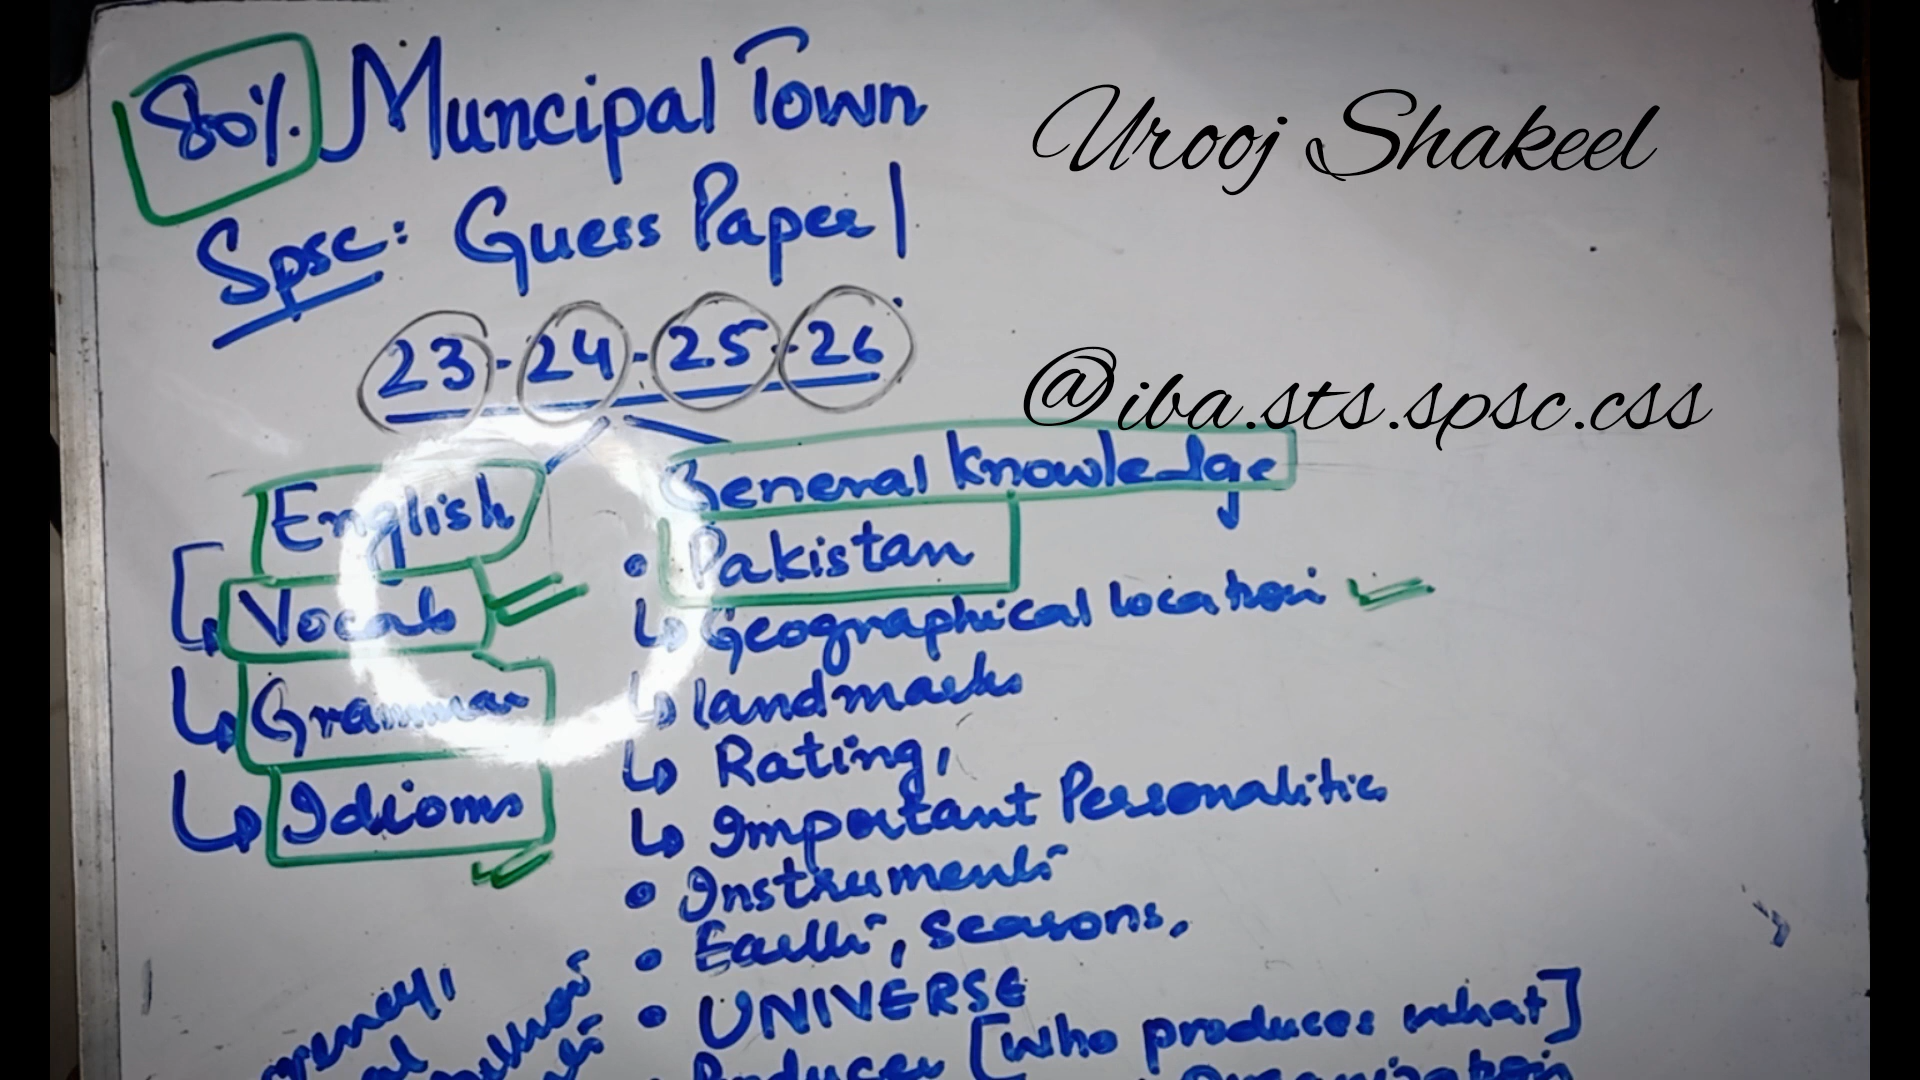 80% Muncipal Town
Spsc: Guess Paper
23-24-25-26
Urooj Shakeel
@iba.sts.spsc.css
English
Vocab
Grammar
Idioms
General Knowledge
• Pakistan
Geographical location
landmarks
Rating,
Important Personalities
• Instruments
• Earth, seasons.
• UNIVERSE
[Who produces what]